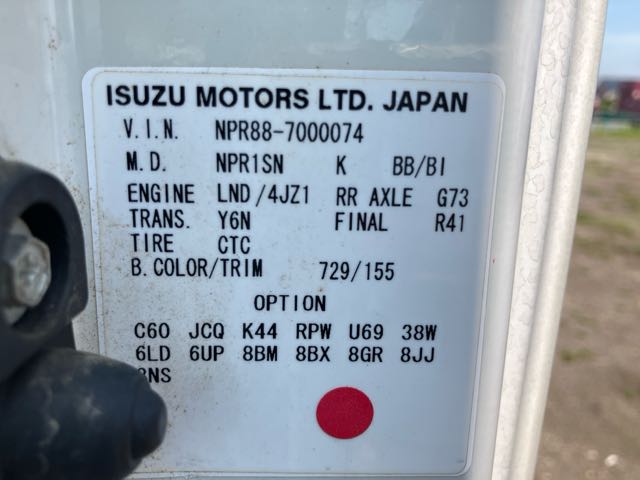 ISUZU MOTORS LTD. JAPAN
V.I.N. NPR88-7000074
M.D. NPR1SN K BB/BI
ENGINE LND/4JZ1 RR AXLE G73
TRANS. Y6N FINAL R41
TIRE CTC
B.COLOR/TRIM 729/155
OPTION
C60 JCQ K44 RPW U69 38W
6LD 6UP 8BM 8BX 8GR 8JJ